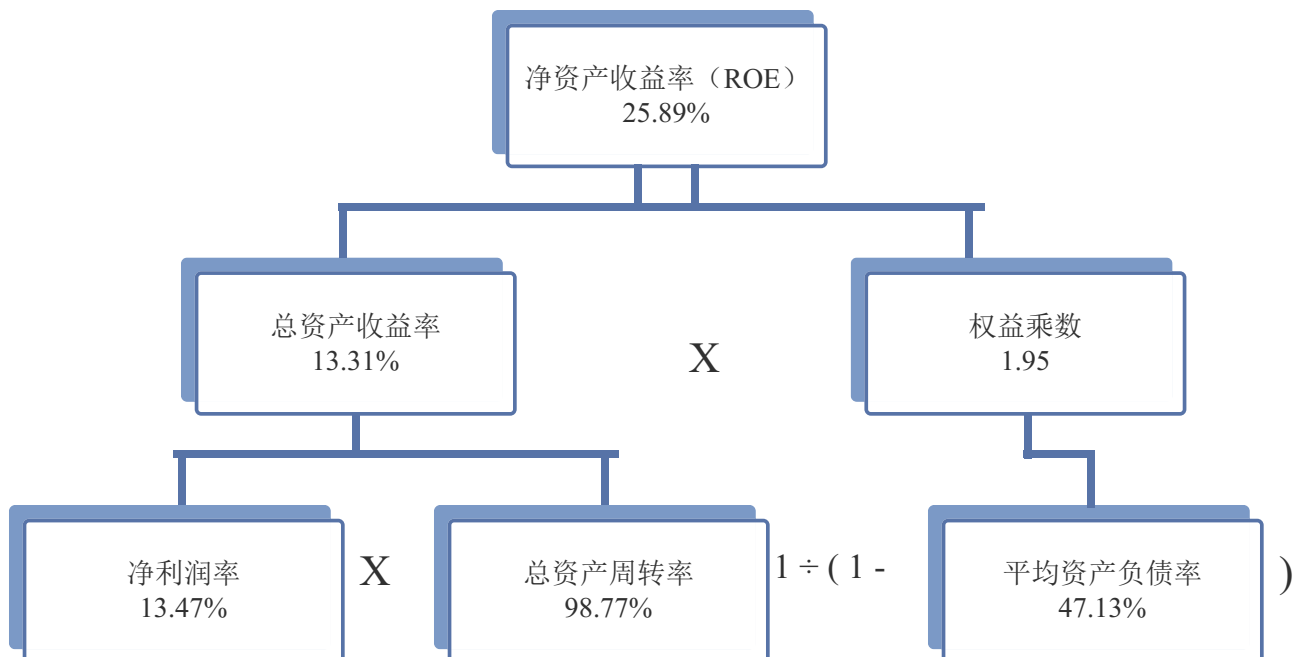 净资产收益率（ROE）
25.89%
总资产收益率
13.31%
X
权益乘数
1.95
净利润率
13.47%
X
总资产周转率
98.77%
1 ÷ ( 1 -
平均资产负债率
47.13%
)